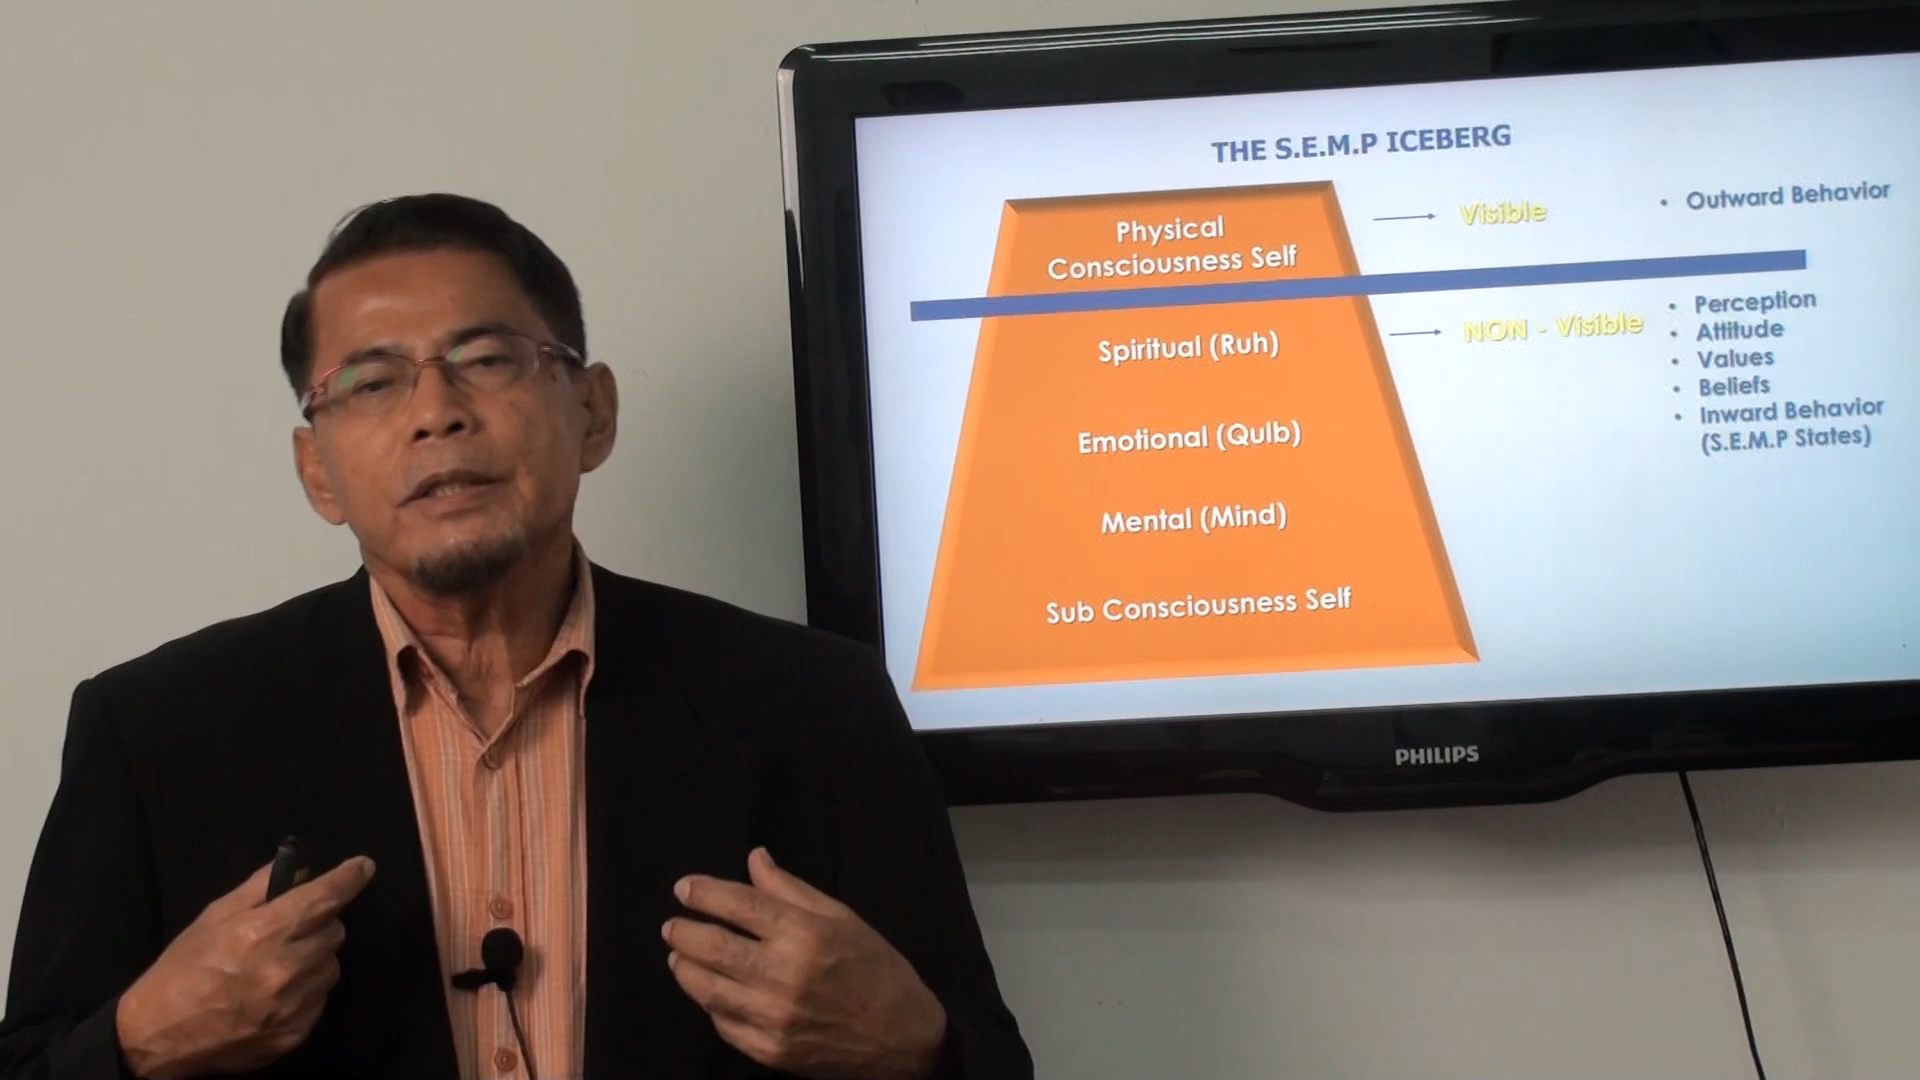 THE S.E.M.P ICEBERG
Physical
Consciousness Self
Visible
• Outward Behavior
Spiritual (Ruh)
Emotional (Qulb)
Mental (Mind)
Sub Consciousness Self
NON - Visible
• Perception
• Attitude
• Values
• Beliefs
• Inward Behavior
(S.E.M.P States)
PHILIPS